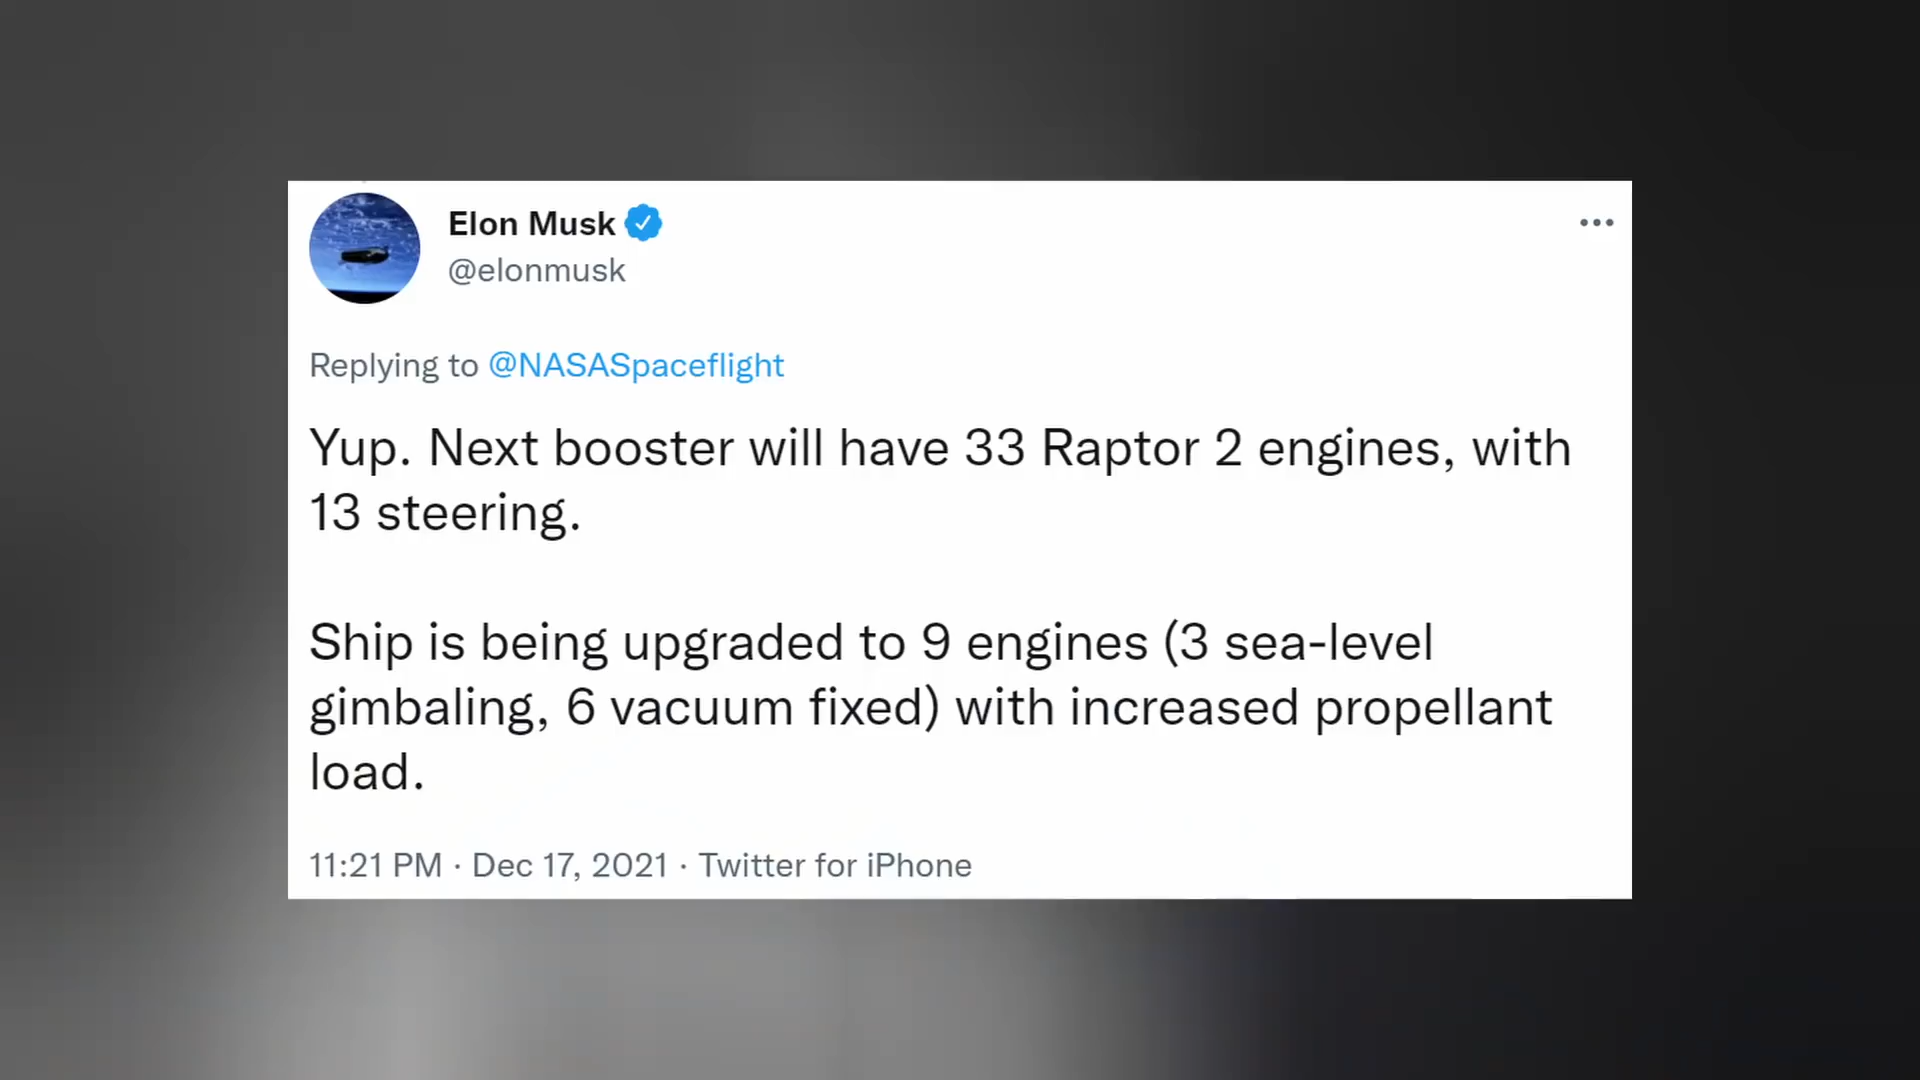 Elon Musk
@elonmusk
Replying to @NASASpaceflight
Yup. Next booster will have 33 Raptor 2 engines, with
13 steering.
Ship is being upgraded to 9 engines (3 sea-level
gimbaling, 6 vacuum fixed) with increased propellant
load.
11:21 PM · Dec 17, 2021 · Twitter for iPhone